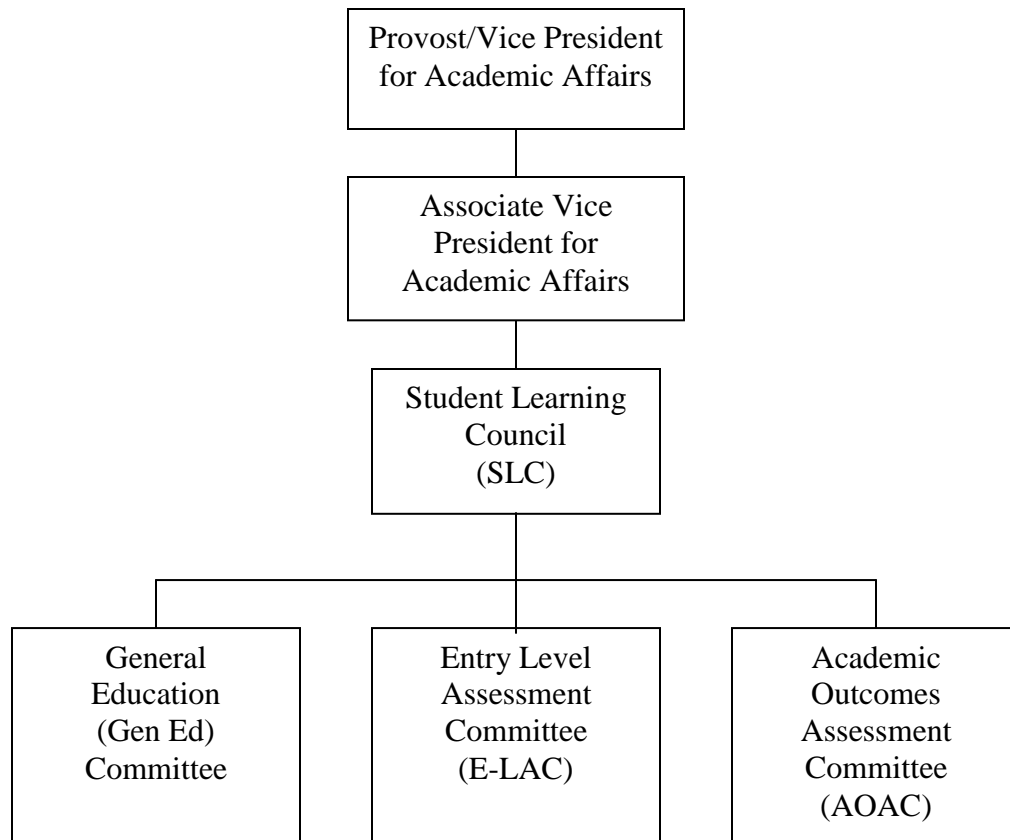 Provost/Vice President
for Academic Affairs
Associate Vice
President for
Academic Affairs
Student Learning
Council
(SLC)
General
Education
(Gen Ed)
Committee
Entry Level
Assessment
Committee
(E-LAC)
Academic
Outcomes
Assessment
Committee
(AOAC)